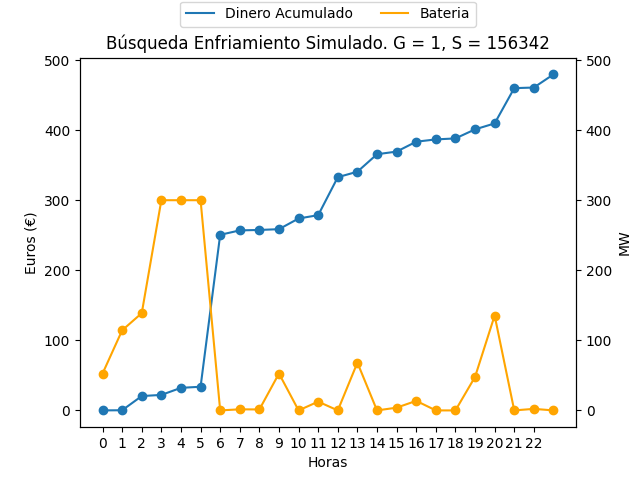 Dinero Acumulado Bateria
Búsqueda Enfriamiento Simulado. G = 1, S = 156342
500
400
300
200
100
0
Euros (€)
500
400
300
200
100
0
MW
0 1 2 3 4 5 6 7 8 9 10 11 12 13 14 15 16 17 18 19 20 21 22
Horas